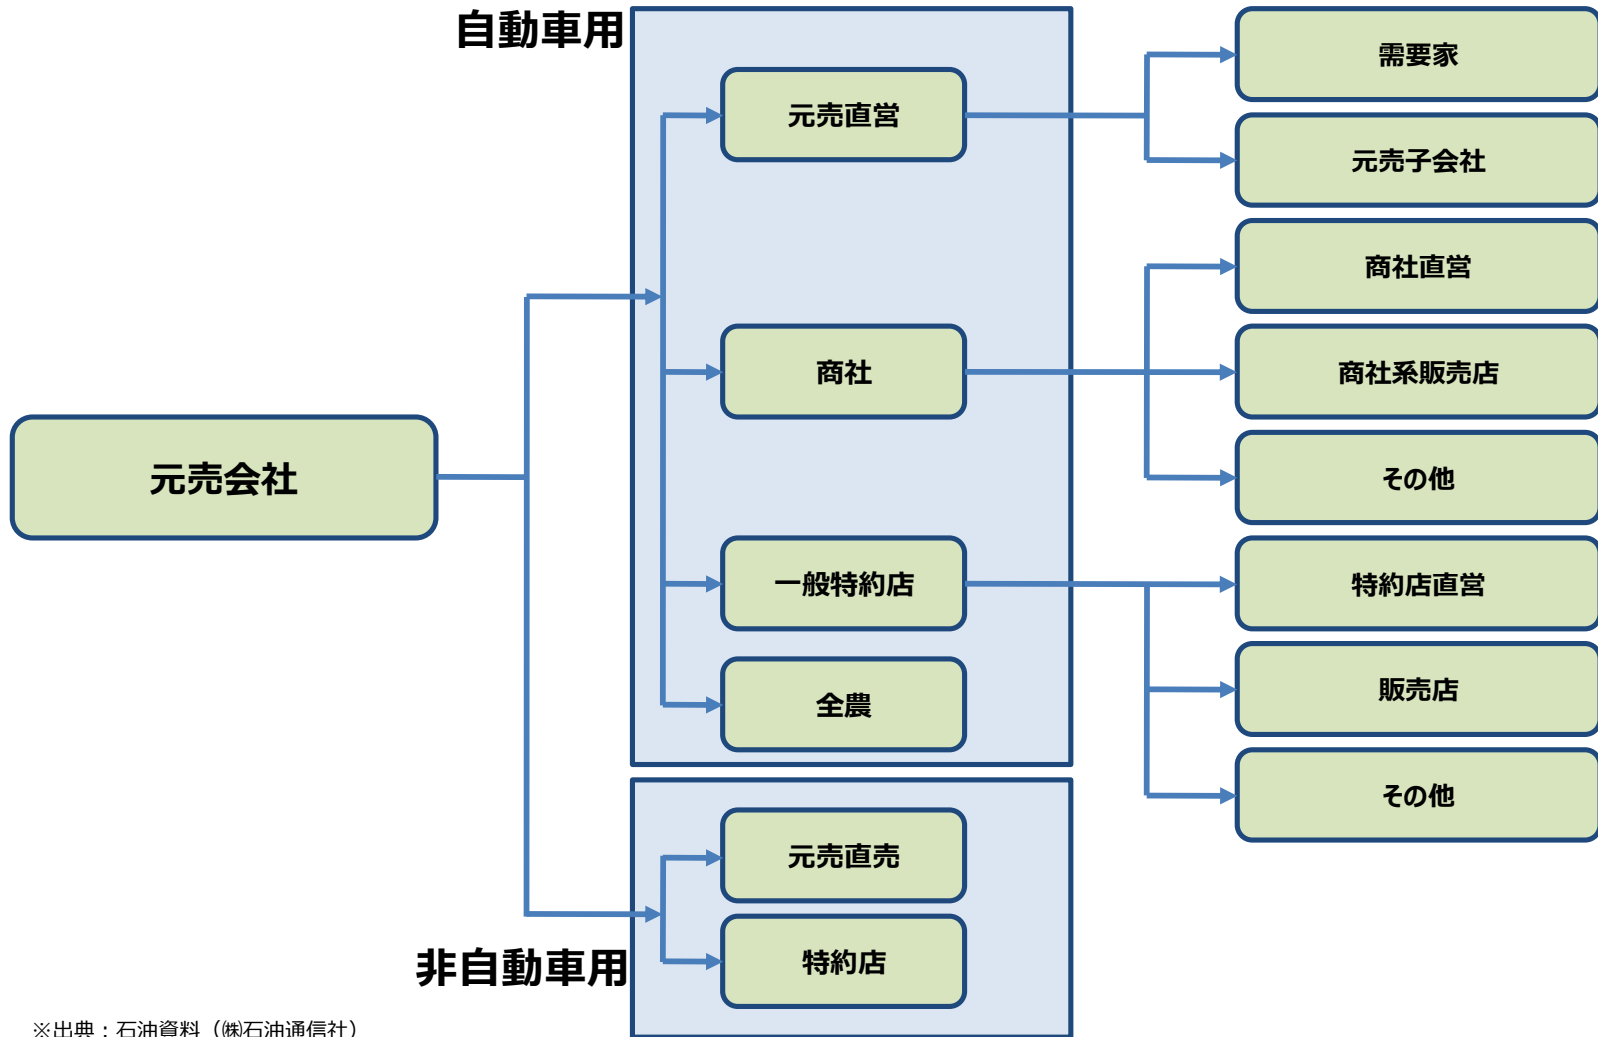 自動車用
元売直営
需要家
元売子会社
商社直営
商社
商社系販売店
元売会社
その他
一般特約店
特約店直営
全農
販売店
その他
元売直売
非自動車用
特約店
※出典：石油資料（㈱石油通信社）